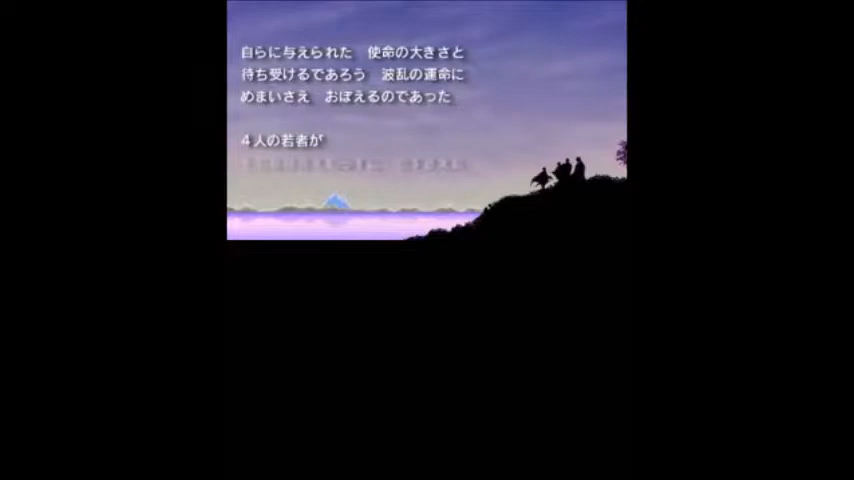 自らに与えられた　使命の大きさと
待ち受けるであろう　波乱の運命に
めまいさえ　おぼえるのであった
４人の若者が